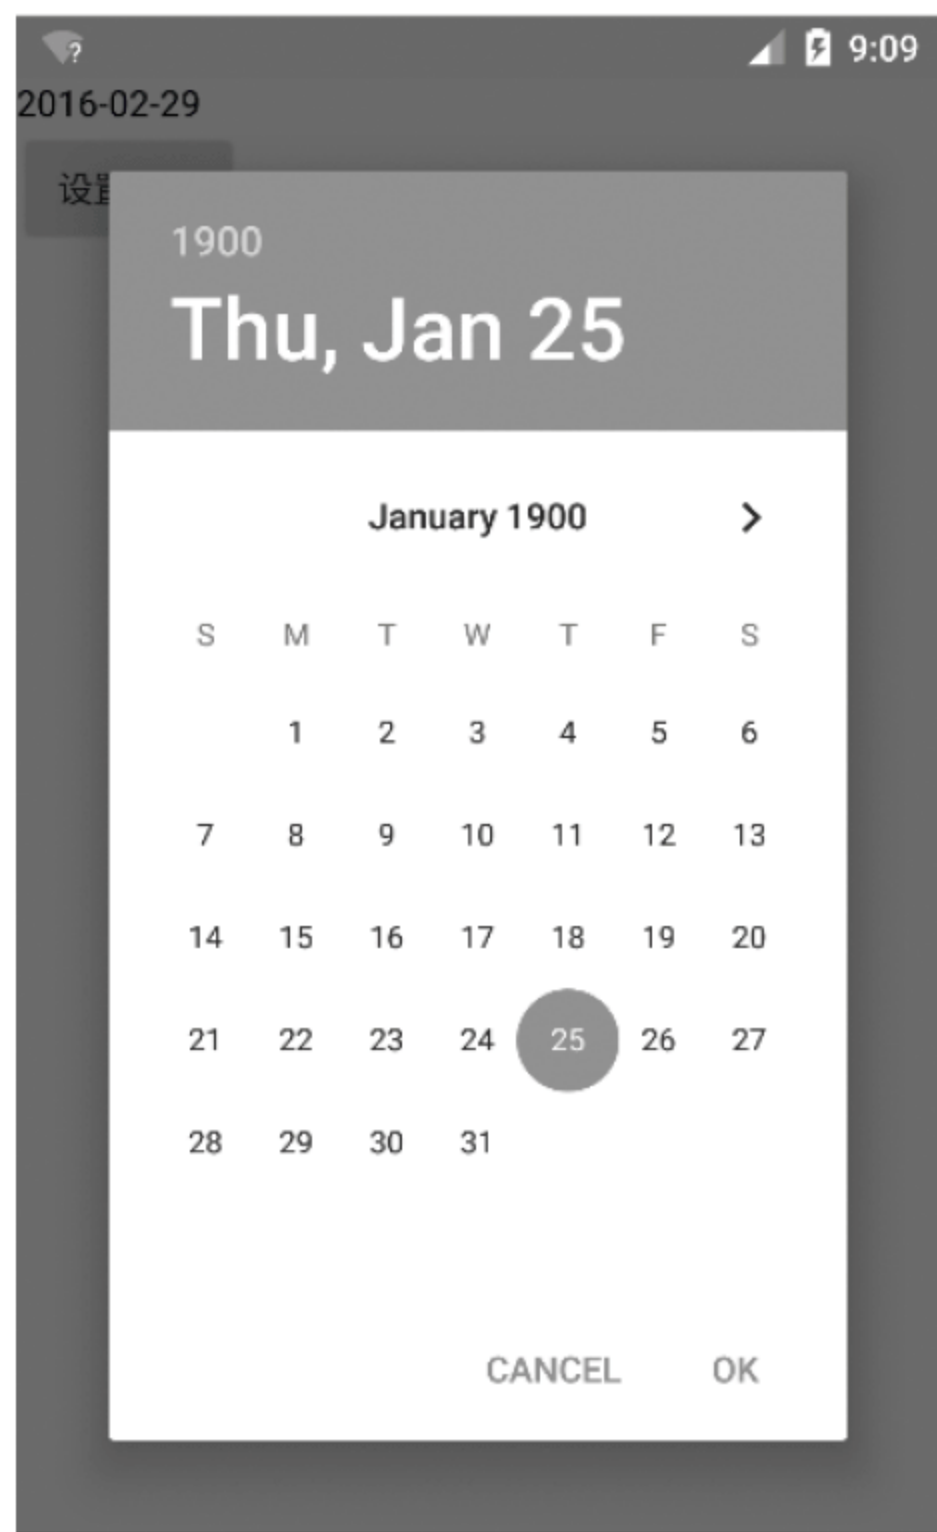 9:09
2016-02-29
设置
1900
Thu, Jan 25
January 1900
S M T W T F S
1 2 3 4 5 6
7 8 9 10 11 12 13
14 15 16 17 18 19 20
21 22 23 24 25 26 27
28 29 30 31
CANCEL OK